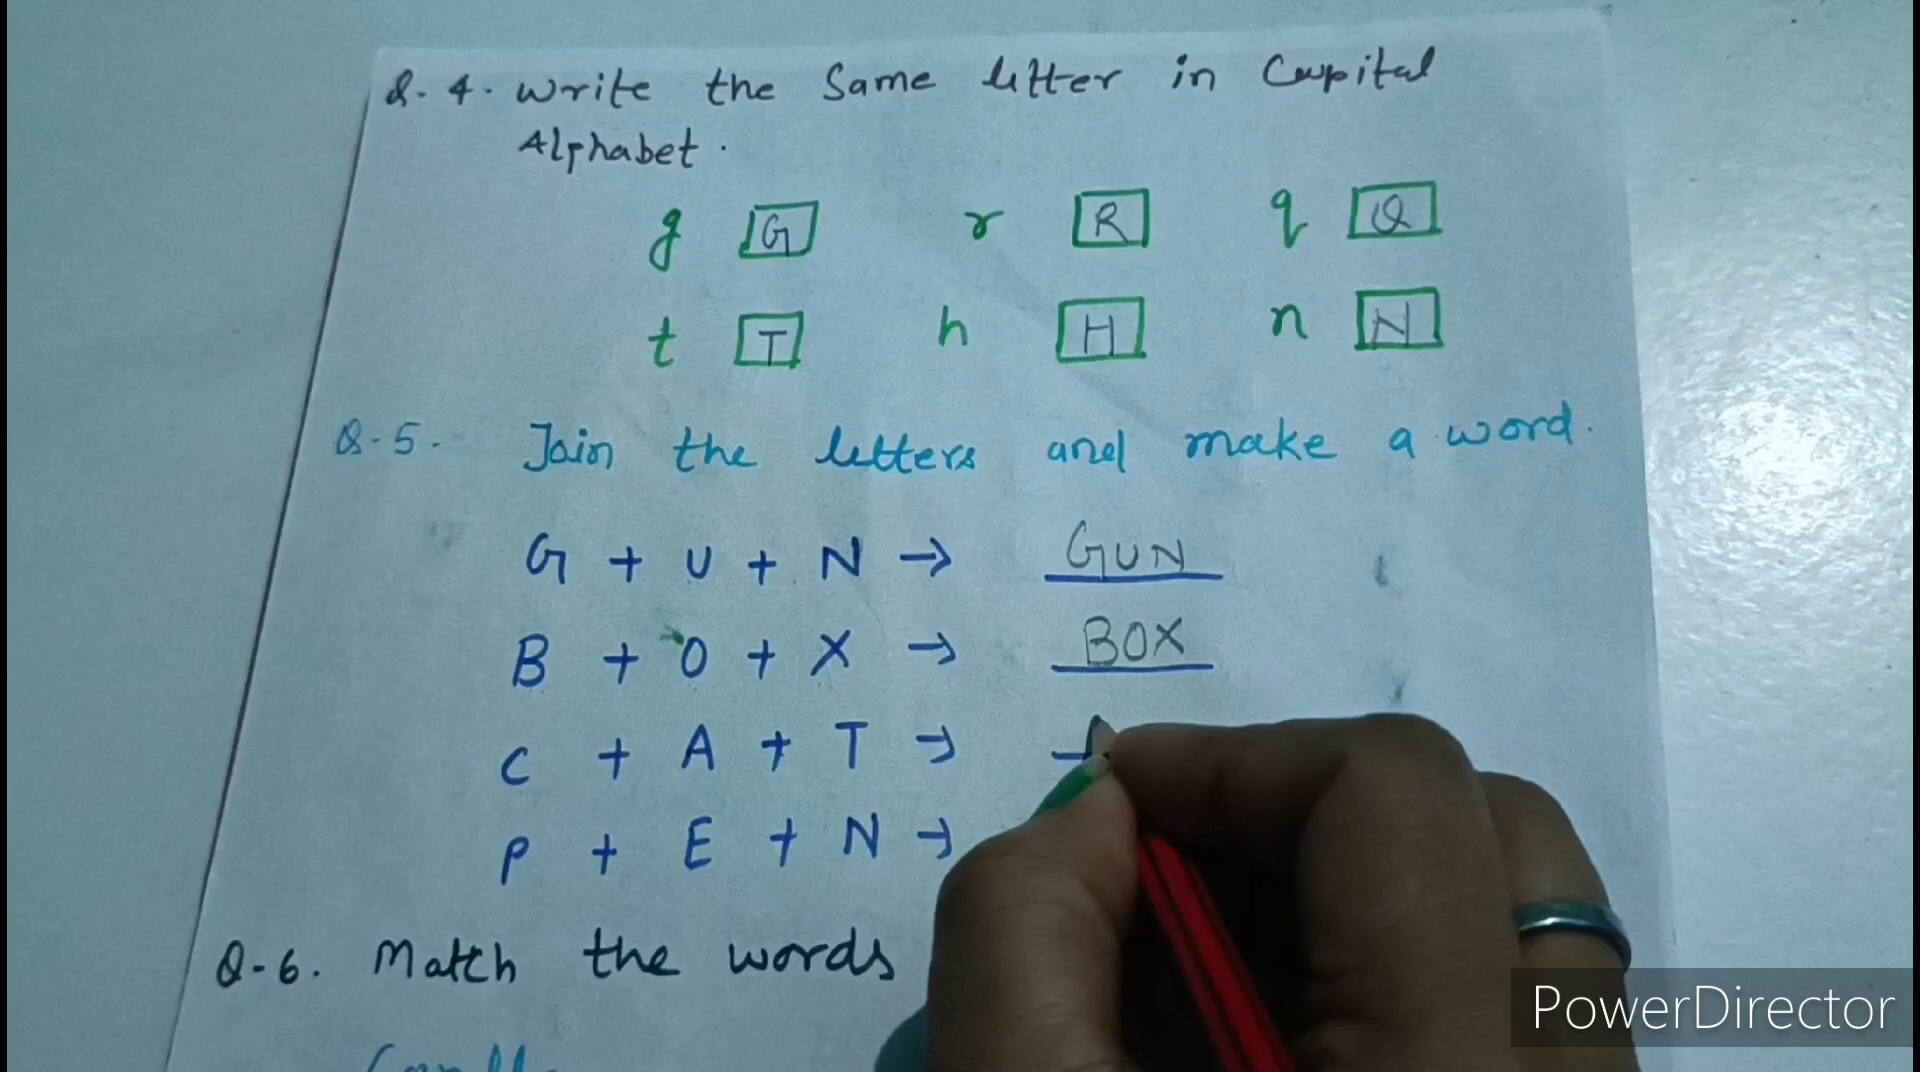 Q. 4. Write the Same letter in Capital
Alphabet.
g G r R q Q
t T h H n N
Q-5. Join the letters and make a word.
G + U + N → GUN
B + O + X → BOX
C + A + T →
P + E + N →
Q-6. Match the words
PowerDirector